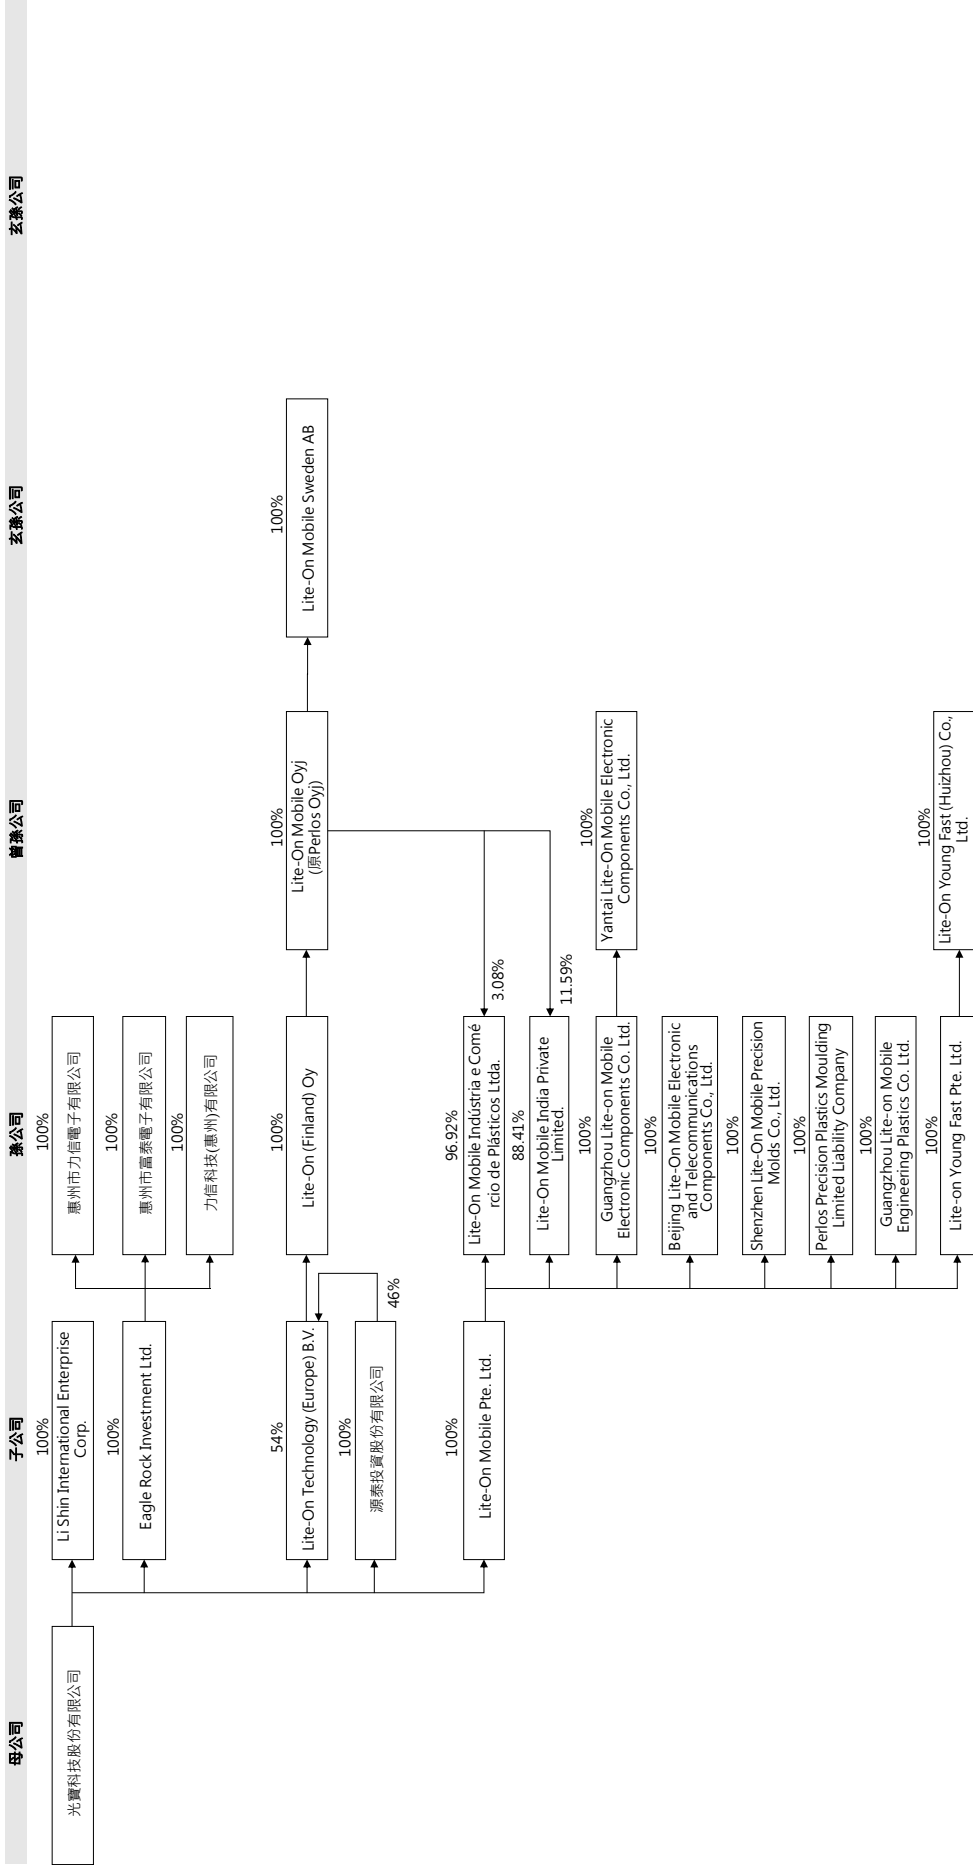 母公司
子公司
孫公司
曾孫公司
玄孫公司
玄孫公司
光寶科技股份有限公司
100%
Li Shin International Enterprise
Corp.
100%
Eagle Rock Investment Ltd.
100%
惠州市力信電子有限公司
100%
惠州市富泰電子有限公司
100%
力信科技(惠州)有限公司
54%
Lite-On Technology (Europe) B.V.
100%
源泰投資股份有限公司
46%
100%
Lite-On (Finland) Oy
100%
Lite-On Mobile Oyj
(原Perlos Oyj)
100%
Lite-On Mobile Sweden AB
100%
Lite-On Mobile Pte. Ltd.
96.92%
Lite-On Mobile Indústria e Comé
rcio de Plásticos Ltda.
3.08%
88.41%
Lite-On Mobile India Private
Limited.
11.59%
100%
Guangzhou Lite-on Mobile
Electronic Components Co. Ltd.
100%
Yantai Lite-On Mobile Electronic
Components Co., Ltd.
100%
Beijing Lite-On Mobile Electronic
and Telecommunications
Components Co., Ltd.
100%
Shenzhen Lite-On Mobile Precision
Molds Co., Ltd.
100%
Perlos Precision Plastics Moulding
Limited Liability Company
100%
Guangzhou Lite-on Mobile
Engineering Plastics Co. Ltd.
100%
Lite-on Young Fast Pte. Ltd.
100%
Lite-On Young Fast (Huizhou) Co.,
Ltd.